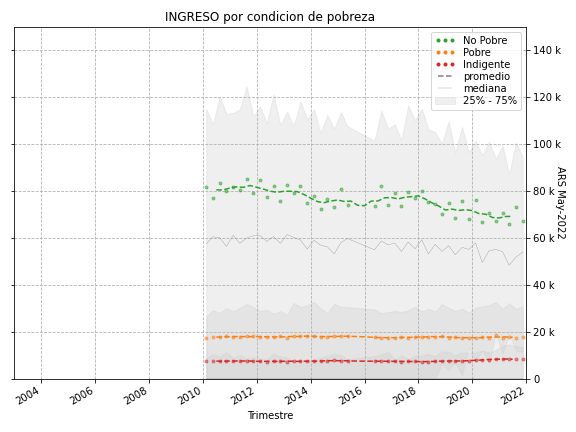 INGRESO por condicion de pobreza
No Pobre
Pobre
Indigente
promedio
mediana
25% - 75%
140 k
120 k
100 k
80 k
60 k
40 k
20 k
0
ARS May-2022
2004
2006
2008
2010
2012
2014
2016
2018
2020
2022
Trimestre